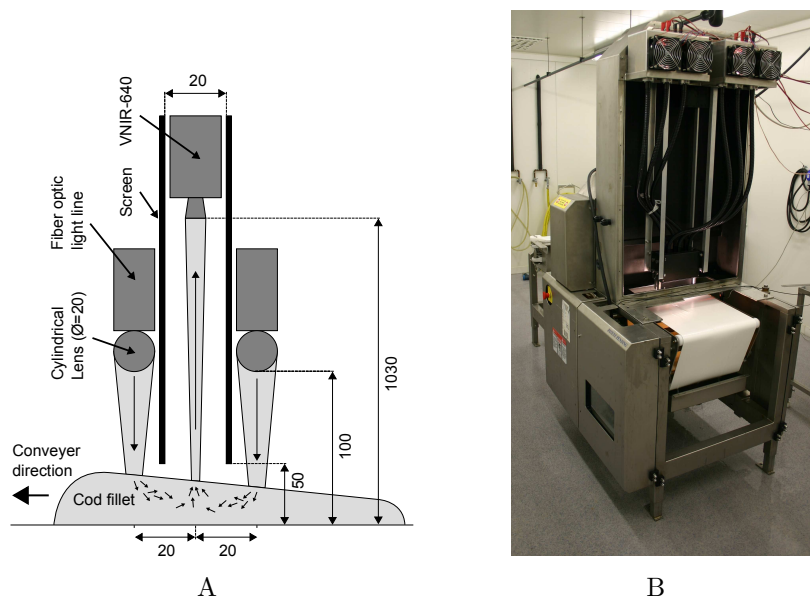 20
VNIR-640
Screen
Fiber optic
light line
Cylindrical
Lens (Ø=20)
1030
100
50
Conveyer
direction
Cod fillet
20
20
A
B